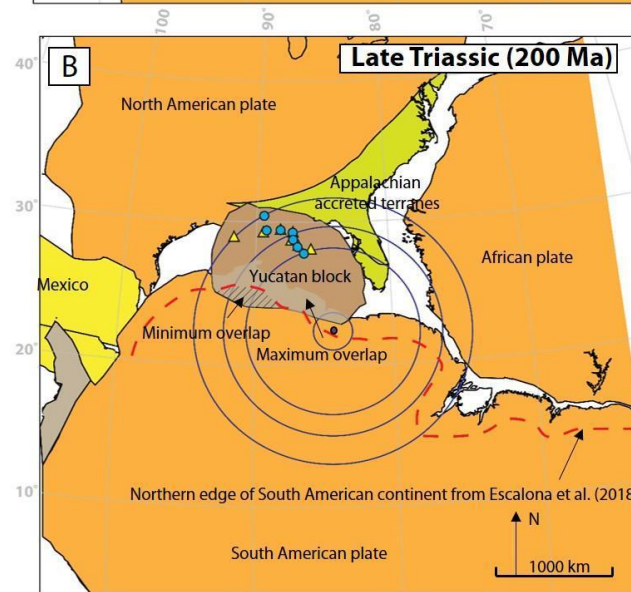 100
90
80
70
40
B
Late Triassic (200 Ma)
North American plate
30
Appalachian
accreted terranes
African plate
Mexico
Yucatan block
Minimum overlap
20
Maximum overlap
10
Northern edge of South American continent from Escalona et al. (2018
N
South American plate
1000 km